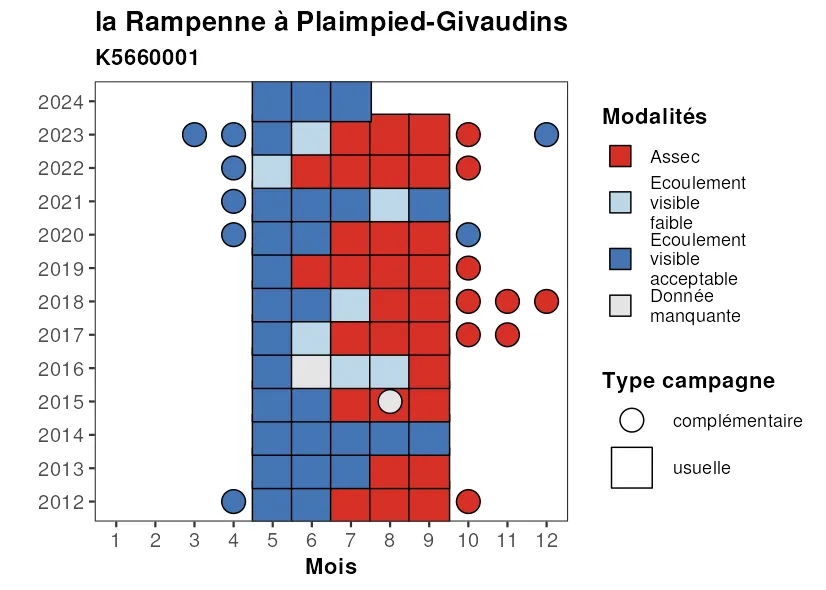 la Rampenne à Plaimpied-Givaudins
K5660001
2024
2023
2022
2021
2020
2019
2018
2017
2016
2015
2014
2013
2012
1 2 3 4 5 6 7 8 9 10 11 12
Mois
Modalités
Assec
Ecoulement
visible
faible
Ecoulement
visible
acceptable
Donnée
manquante
Type campagne
complémentaire
usuelle